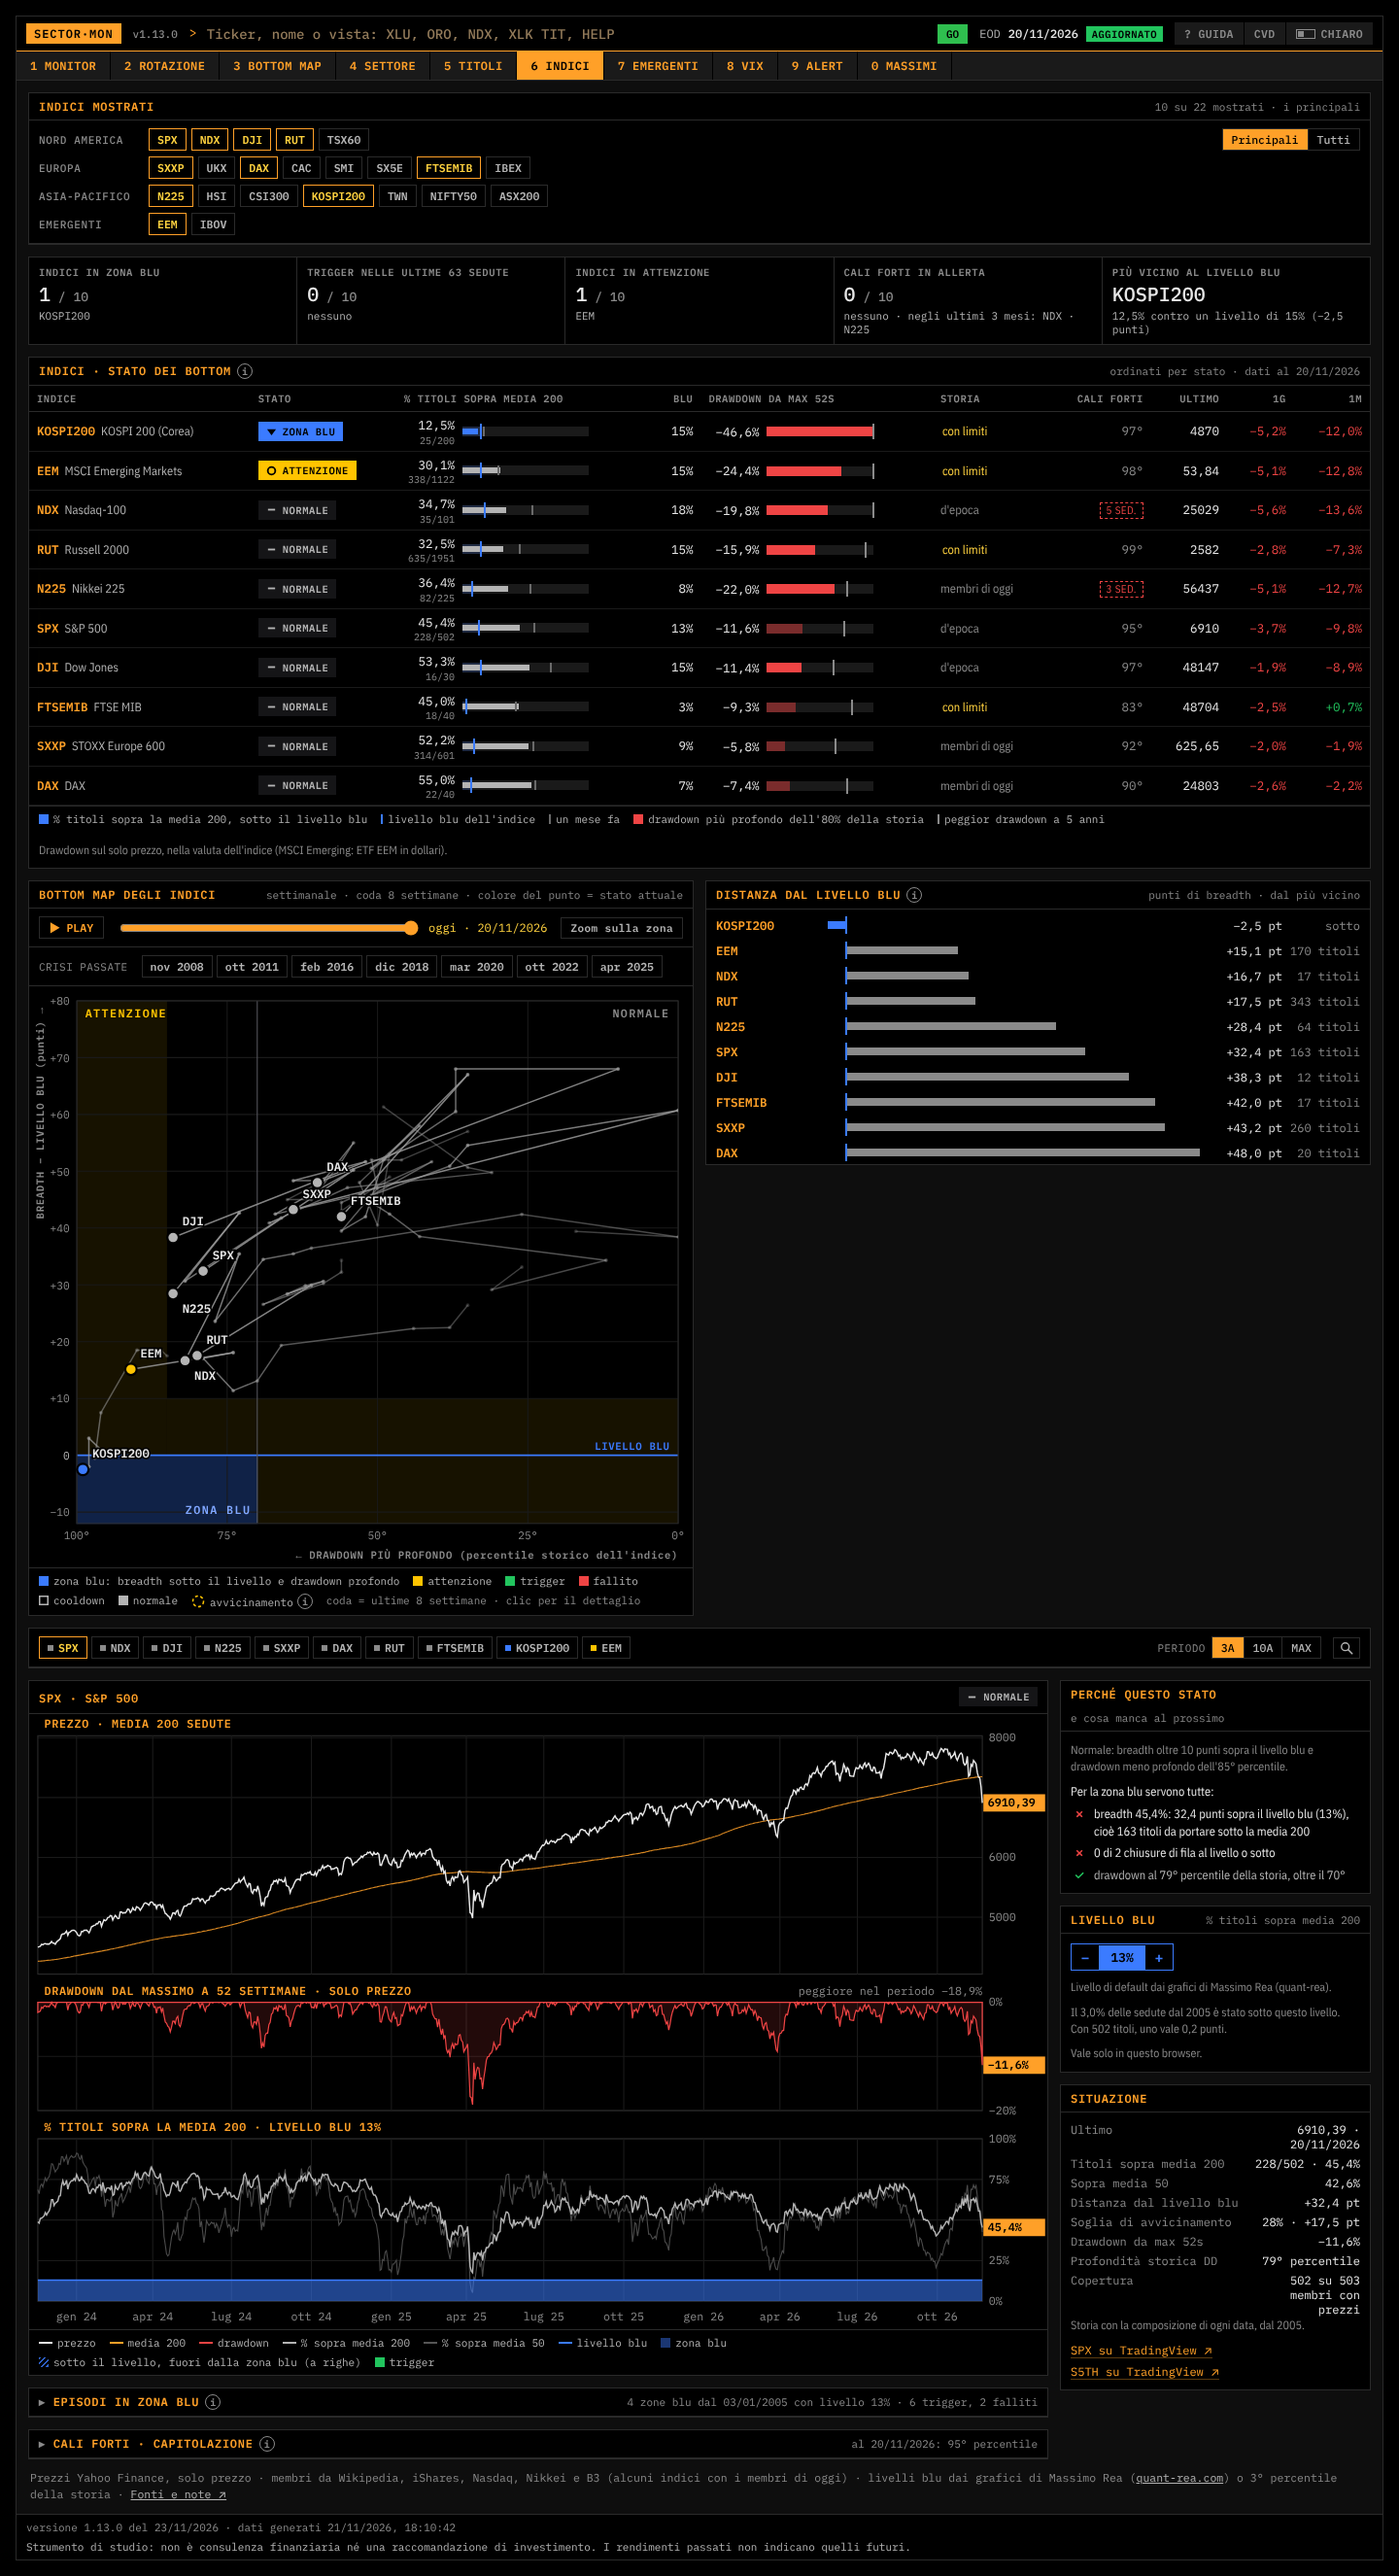 SECTOR·MON v1.13.0 > Ticker, nome o vista: XLU, ORO, NDX, XLK TIT, HELP GO EOD 20/11/2026 AGGIORNATO ? GUIDA CVD CHIARO
1 MONITOR 2 ROTAZIONE 3 BOTTOM MAP 4 SETTORE 5 TITOLI 6 INDICI 7 EMERGENTI 8 VIX 9 ALERT 0 MASSIMI
INDICI MOSTRATI 10 su 22 mostrati · i principali
NORD AMERICA SPX NDX DJI RUT TSX60 Principali Tutti
EUROPA SXXP UKX DAX CAC SMI SX5E FTSEMIB IBEX
ASIA-PACIFICO N225 HSI CSI300 KOSPI200 TWN NIFTY50 ASX200
EMERGENTI EEM IBOV
INDICI IN ZONA BLU
1 / 10
KOSPI200
TRIGGER NELLE ULTIME 63 SEDUTE
0 / 10
nessuno
INDICI IN ATTENZIONE
1 / 10
EEM
CALI FORTI IN ALLERTA
0 / 10
nessuno · negli ultimi 3 mesi: NDX ·
N225
PIÙ VICINO AL LIVELLO BLU
KOSPI200
12,5% contro un livello di 15% (−2,5
punti)
INDICI · STATO DEI BOTTOM i ordinati per stato · dati al 20/11/2026
INDICE STATO % TITOLI SOPRA MEDIA 200 BLU DRAWDOWN DA MAX 52S STORIA CALI FORTI ULTIMO 1G 1M
KOSPI200 KOSPI 200 (Corea) ZONA BLU 12,5% 15% −46,6% con limiti 97° 4870 −5,2% −12,0%
25/200
EEM MSCI Emerging Markets ATTENZIONE 30,1% 15% −24,4% con limiti 98° 53,84 −5,1% −12,8%
338/1122
NDX Nasdaq-100 NORMALE 34,7% 18% −19,8% d'epoca 5 SED. 25029 −5,6% −13,6%
35/101
RUT Russell 2000 NORMALE 32,5% 15% −15,9% con limiti 99° 2582 −2,8% −7,3%
635/1951
N225 Nikkei 225 NORMALE 36,4% 8% −22,0% membri di oggi 3 SED. 56437 −5,1% −12,7%
82/225
SPX S&P 500 NORMALE 45,4% 13% −11,6% d'epoca 95° 6910 −3,7% −9,8%
228/502
DJI Dow Jones NORMALE 53,3% 15% −11,4% d'epoca 97° 48147 −1,9% −8,9%
16/30
FTSEMIB FTSE MIB NORMALE 45,0% 3% −9,3% con limiti 83° 48704 −2,5% +0,7%
18/40
SXXP STOXX Europe 600 NORMALE 52,2% 9% −5,8% membri di oggi 92° 625,65 −2,0% −1,9%
314/601
DAX DAX NORMALE 55,0% 7% −7,4% membri di oggi 90° 24803 −2,6% −2,2%
22/40
% titoli sopra la media 200, sotto il livello blu livello blu dell'indice un mese fa drawdown più profondo dell'80% della storia peggior drawdown a 5 anni
Drawdown sul solo prezzo, nella valuta dell'indice (MSCI Emerging: ETF EEM in dollari).
BOTTOM MAP DEGLI INDICI settimanale · coda 8 settimane · colore del punto = stato attuale
PLAY oggi · 20/11/2026 Zoom sulla zona
CRISI PASSATE nov 2008 ott 2011 feb 2016 dic 2018 mar 2020 ott 2022 apr 2025
BREADTH − LIVELLO BLU (punti) →
+80
+70
+60
+50
+40
+30
+20
+10
0
−10
ATTENZIONE NORMALE
DAX
SXXP
FTSEMIB
DJI
SPX
N225
RUT
EEM
NDX
KOSPI200
LIVELLO BLU
ZONA BLU
100° 75° 50° 25° 0°
← DRAWDOWN PIÙ PROFONDO (percentile storico dell'indice)
zona blu: breadth sotto il livello e drawdown profondo attenzione trigger fallito
cooldown normale avvicinamento i coda = ultime 8 settimane · clic per il dettaglio
DISTANZA DAL LIVELLO BLU i punti di breadth · dal più vicino
KOSPI200 −2,5 pt sotto
EEM +15,1 pt 170 titoli
NDX +16,7 pt 17 titoli
RUT +17,5 pt 343 titoli
N225 +28,4 pt 64 titoli
SPX +32,4 pt 163 titoli
DJI +38,3 pt 12 titoli
FTSEMIB +42,0 pt 17 titoli
SXXP +43,2 pt 260 titoli
DAX +48,0 pt 20 titoli
SPX NDX DJI N225 SXXP DAX RUT FTSEMIB KOSPI200 EEM PERIODO 3A 10A MAX
SPX · S&P 500 NORMALE
PREZZO · MEDIA 200 SEDUTE
8000
6910,39
6000
5000
DRAWDOWN DAL MASSIMO A 52 SETTIMANE · SOLO PREZZO peggiore nel periodo −18,9%
0%
−11,6%
−20%
% TITOLI SOPRA LA MEDIA 200 · LIVELLO BLU 13%
100%
75%
45,4%
25%
0%
gen 24 apr 24 lug 24 ott 24 gen 25 apr 25 lug 25 ott 25 gen 26 apr 26 lug 26 ott 26
prezzo media 200 drawdown % sopra media 200 % sopra media 50 livello blu zona blu
sotto il livello, fuori dalla zona blu (a righe) trigger
▶ EPISODI IN ZONA BLU i 4 zone blu dal 03/01/2005 con livello 13% · 6 trigger, 2 falliti
▶ CALI FORTI · CAPITOLAZIONE i al 20/11/2026: 95° percentile
PERCHÉ QUESTO STATO
e cosa manca al prossimo
Normale: breadth oltre 10 punti sopra il livello blu e
drawdown meno profondo dell'85° percentile.
Per la zona blu servono tutte:
× breadth 45,4%: 32,4 punti sopra il livello blu (13%),
cioè 163 titoli da portare sotto la media 200
× 0 di 2 chiusure di fila al livello o sotto
✓ drawdown al 79° percentile della storia, oltre il 70°
LIVELLO BLU % titoli sopra media 200
− 13% +
Livello di default dai grafici di Massimo Rea (quant-rea).
Il 3,0% delle sedute dal 2005 è stato sotto questo livello.
Con 502 titoli, uno vale 0,2 punti.
Vale solo in questo browser.
SITUAZIONE
Ultimo 6910,39 ·
20/11/2026
Titoli sopra media 200 228/502 · 45,4%
Sopra media 50 42,6%
Distanza dal livello blu +32,4 pt
Soglia di avvicinamento 28% · +17,5 pt
Drawdown da max 52s −11,6%
Profondità storica DD 79° percentile
Copertura 502 su 503
membri con
prezzi
Storia con la composizione di ogni data, dal 2005.
SPX su TradingView ↗
S5TH su TradingView ↗
Prezzi Yahoo Finance, solo prezzo · membri da Wikipedia, iShares, Nasdaq, Nikkei e B3 (alcuni indici con i membri di oggi) · livelli blu dai grafici di Massimo Rea (quant-rea.com) o 3° percentile
della storia · Fonti e note ↗
versione 1.13.0 del 23/11/2026 · dati generati 21/11/2026, 18:10:42
Strumento di studio: non è consulenza finanziaria né una raccomandazione di investimento. I rendimenti passati non indicano quelli futuri.